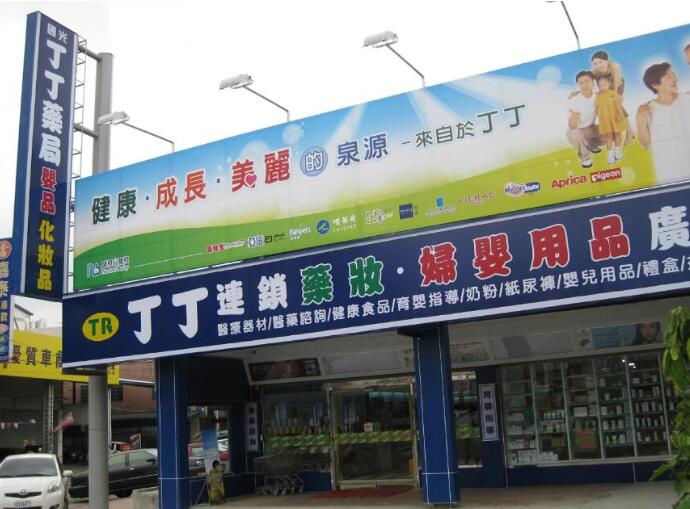 國光
丁丁藥局
嬰品
化妝品
健康·成長·美麗的泉源－來自於丁丁
Pampers
Aprica
pigeon
TR
丁丁連鎖藥妝·婦嬰用品廣
醫療器材/醫藥諮詢/健康食品/育嬰指導/奶粉/紙尿褲/嬰兒用品/禮盒/
優質車